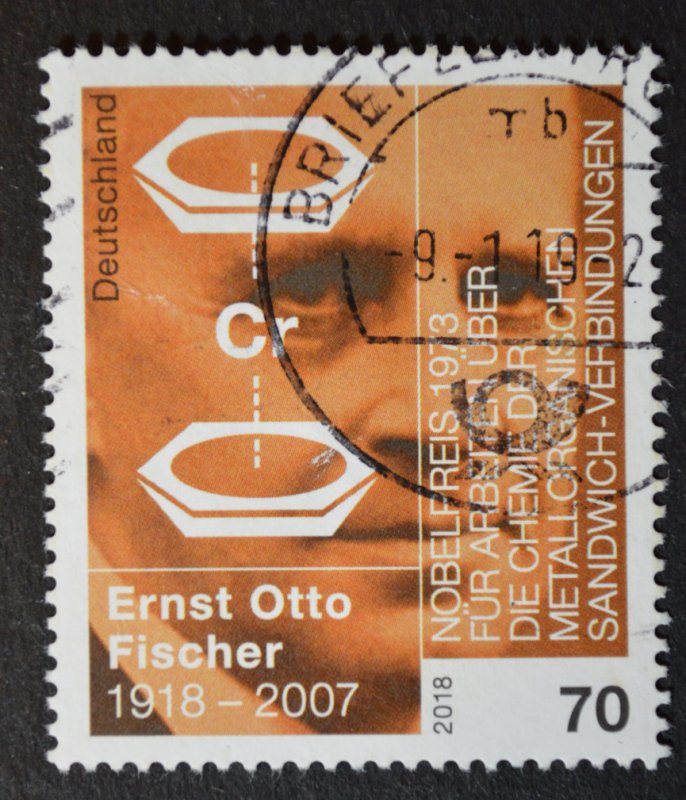 Deutschland
Cr
NOBELPREIS 1973
FÜR ARBEITEN ÜBER
DIE CHEMIE DER
METALLORGANISCHEN
SANDWICH-VERBINDUNGEN
Ernst Otto
Fischer
1918 – 2007
2018
70
-9.-1.19-2